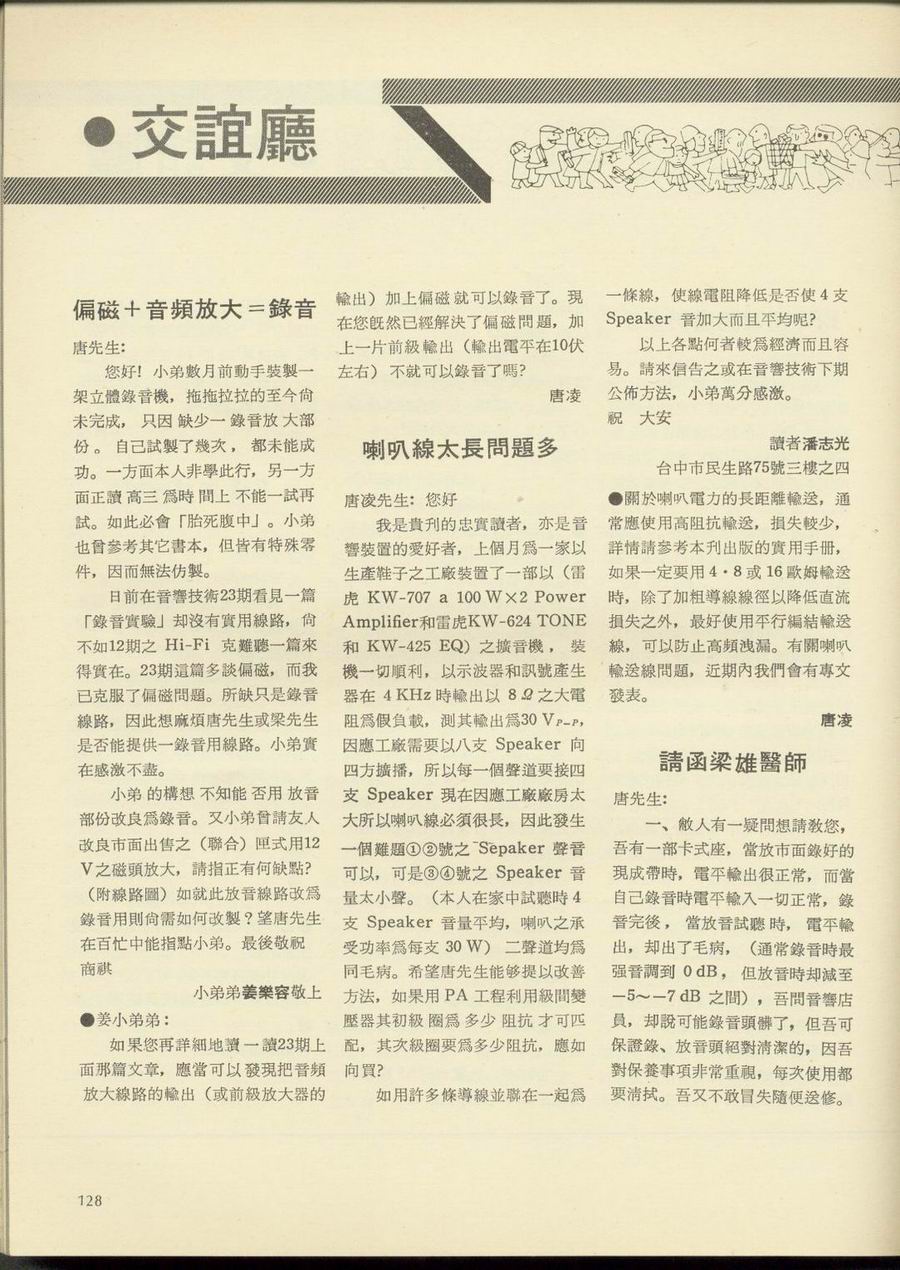 ●交誼廳
偏磁＋音頻放大＝錄音
唐先生：
您好！小弟數月前動手裝製一
架立體錄音機，拖拖拉拉的至今尙
未完成，只因缺少一錄音放大部
份。自己試製了幾次，都未能成
功。一方面本人非學此行，另一方
面正讀高三爲時間上不能一試再
試。如此必會「胎死腹中」。小弟
也曾參考其它書本，但皆有特殊零
件，因而無法仿製。
日前在音響技術23期看見一篇
「錄音實驗」却沒有實用線路，尙
不如12期之 Hi-Fi 克難聽一篇來
得實在。23期這篇多談偏磁，而我
已克服了偏磁問題。所缺只是錄音
線路，因此想麻煩唐先生或梁先生
是否能提供一錄音用線路。小弟實
在感激不盡。
小弟的構想不知能否用放音
部份改良爲錄音。又小弟曾請友人
改良市面出售之（聯合）匣式用12
V之磁頭放大，請指正有何缺點？
（附線路圖）如就此放音線路改爲
錄音用則尙需如何改製？望唐先生
在百忙中能指點小弟。最後敬祝
商祺
小弟弟姜樂容敬上
●姜小弟弟：
如果您再詳細地讀一讀23期上
面那篇文章，應當可以發現把音頻
放大線路的輸出（或前級放大器的
輸出）加上偏磁就可以錄音了。現
在您旣然已經解決了偏磁問題，加
上一片前級輸出（輸出電平在10伏
左右）不就可以錄音了嗎？
唐凌
喇叭線太長問題多
唐凌先生：您好
我是貴刊的忠實讀者，亦是音
響裝置的愛好者，上個月爲一家以
生產鞋子之工廠裝置了一部以（雷
虎 KW-707 a 100 W×2 Power
Amplifier和雷虎KW-624 TONE
和 KW-425 EQ）之擴音機，裝
機一切順利，以示波器和訊號產生
器在 4 KHz 時輸出以 8 Ω 之大電
阻爲假負載，測其輸出爲30 VP-P，
因應工廠需要以八支 Speaker 向
四方擴播，所以每一個聲道要接四
支 Speaker 現在因應工廠廠房太
大所以喇叭線必須很長，因此發生
一個難題①②號之 Sepaker 聲音
可以，可是③④號之 Speaker 音
量太小聲。（本人在家中試聽時 4
支 Speaker 音量平均，喇叭之承
受功率爲每支 30 W）二聲道均爲
同毛病。希望唐先生能够提以改善
方法，如果用 PA 工程利用級間變
壓器其初級圈爲多少阻抗才可匹
配，其次級圈要爲多少阻抗，應如
向買？
如用許多條導線並聯在一起爲
一條線，使線電阻降低是否使 4 支
Speaker 音加大而且平均呢？
以上各點何者較爲經濟而且容
易。請來信告之或在音響技術下期
公佈方法，小弟萬分感激。
祝　大安
讀者潘志光
台中市民生路75號三樓之四
●關於喇叭電力的長距離輸送，通
常應使用高阻抗輸送，損失較少，
詳情請參考本刋出版的實用手册，
如果一定要用 4・8 或 16 歐姆輸送
時，除了加粗導線線徑以降低直流
損失之外，最好使用平行編結輸送
線，可以防止高頻洩漏。有關喇叭
輸送線問題，近期內我們會有專文
發表。
唐凌
請函梁雄醫師
唐先生：
一、敝人有一疑問想請敎您，
吾有一部卡式座，當放市面錄好的
現成帶時，電平輸出很正常，而當
自己錄音時電平輸入一切正常，錄
音完後，當放音試聽時，電平輸
出，却出了毛病，（通常錄音時最
强音調到 0 dB，但放音時却減至
－5～－7 dB 之間），吾問音響店
員，却說可能錄音頭髒了，但吾可
保證錄、放音頭絕對淸潔的，因吾
對保養事項非常重視，每次使用都
要淸拭。吾又不敢冒失隨便送修。
128